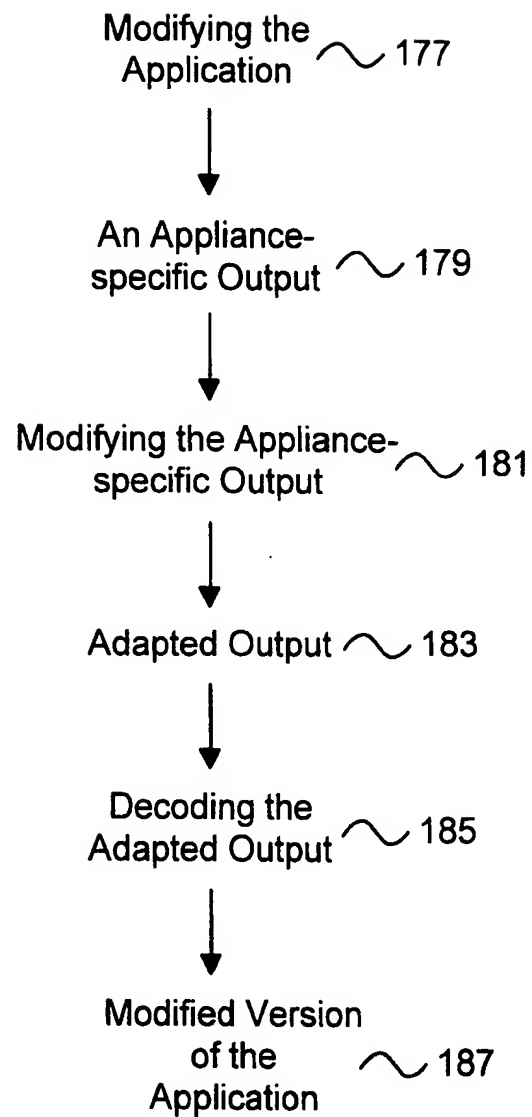 Modifying the
Application 177
An Appliance-
specific Output 179
Modifying the Appliance-
specific Output 181
Adapted Output 183
Decoding the
Adapted Output 185
Modified Version
of the
Application 187